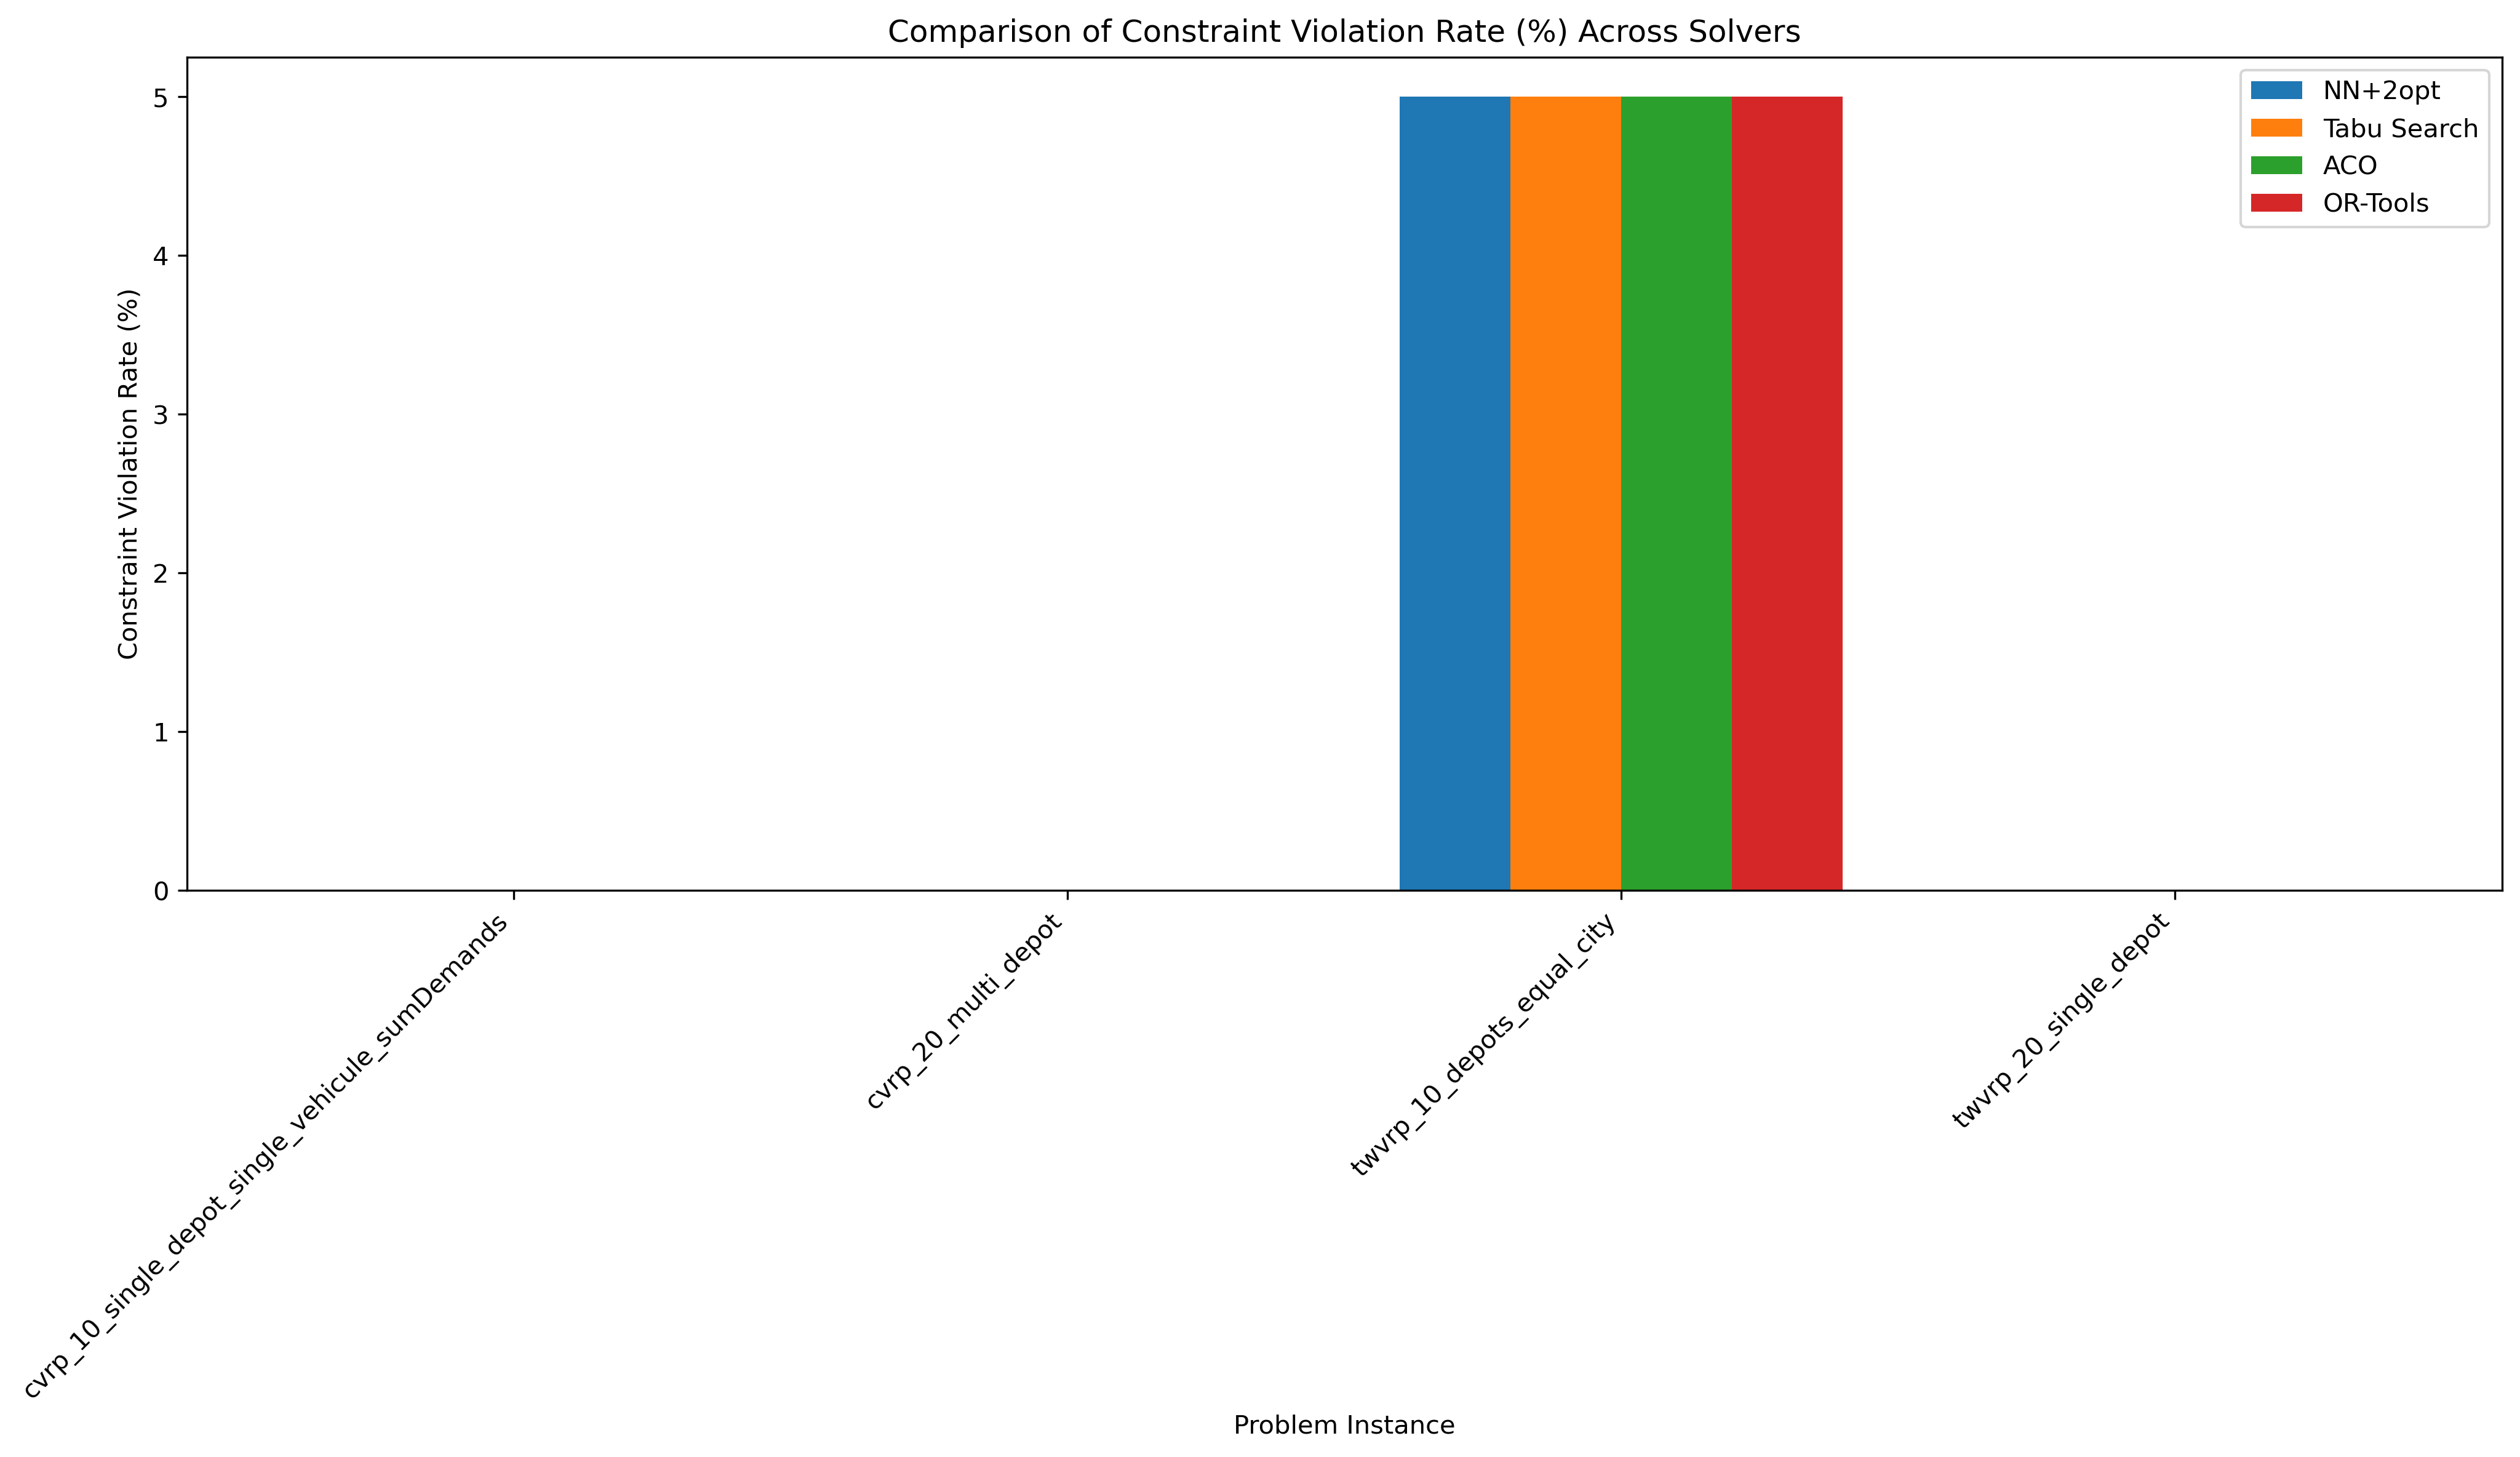 Comparison of Constraint Violation Rate (%) Across Solvers
Constraint Violation Rate (%)
5
4
3
2
1
0
NN+2opt
Tabu Search
ACO
OR-Tools
cvrp_10_single_depot_single_vehicule_sumDemands
cvrp_20_multi_depot
twvrp_10_depots_equal_city
twvrp_20_single_depot
Problem Instance